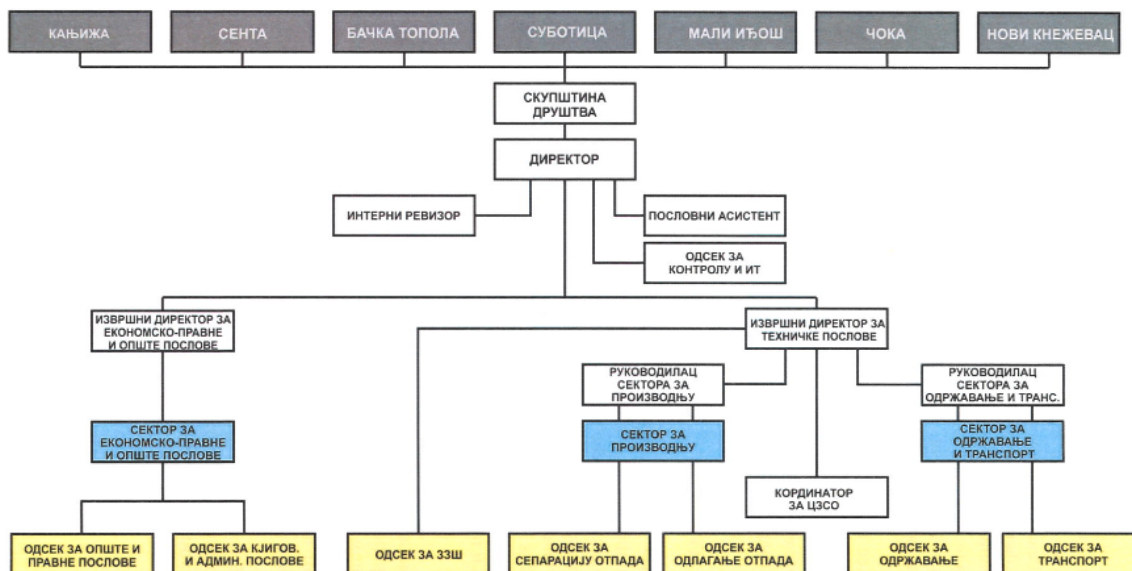 КАЊИЖА
СЕНТА
БАЧКА ТОПОЛА
СУБОТИЦА
МАЛИ ИЂОШ
ЧОКА
НОВИ КНЕЖЕВАЦ
СКУПШТИНА
ДРУШТВА
ДИРЕКТОР
ИНТЕРНИ РЕВИЗОР
ПОСЛОВНИ АСИСТЕНТ
ОДСЕК ЗА
КОНТРОЛУ И ИТ
ИЗВРШНИ ДИРЕКТОР ЗА
ЕКОНОМСКО-ПРАВНЕ
И ОПШТЕ ПОСЛОВЕ
ИЗВРШНИ ДИРЕКТОР ЗА
ТЕХНИЧКЕ ПОСЛОВЕ
РУКОВОДИЛАЦ
СЕКТОРА ЗА
ПРОИЗВОДЊУ
РУКОВОДИЛАЦ
СЕКТОРА ЗА
ОДРЖАВАЊЕ И ТРАНС.
СЕКТОР ЗА
ЕКОНОМСКО-ПРАВНЕ
И ОПШТЕ ПОСЛОВЕ
СЕКТОР ЗА
ПРОИЗВОДЊУ
СЕКТОР ЗА
ОДРЖАВАЊЕ
И ТРАНСПОРТ
КОРДИНАТОР
ЗА ЦЗСО
ОДСЕК ЗА ОПШТЕ И
ПРАВНЕ ПОСЛОВЕ
ОДСЕК ЗА КЈИГОВ.
И АДМИН. ПОСЛОВЕ
ОДСЕК ЗА ЗЗШ
ОДСЕК ЗА
СЕПАРАЦИЈУ ОТПАДА
ОДСЕК ЗА
ОДЛАГАЊЕ ОТПАДА
ОДСЕК ЗА
ОДРЖАВАЊЕ
ОДСЕК ЗА
ТРАНСПОРТ